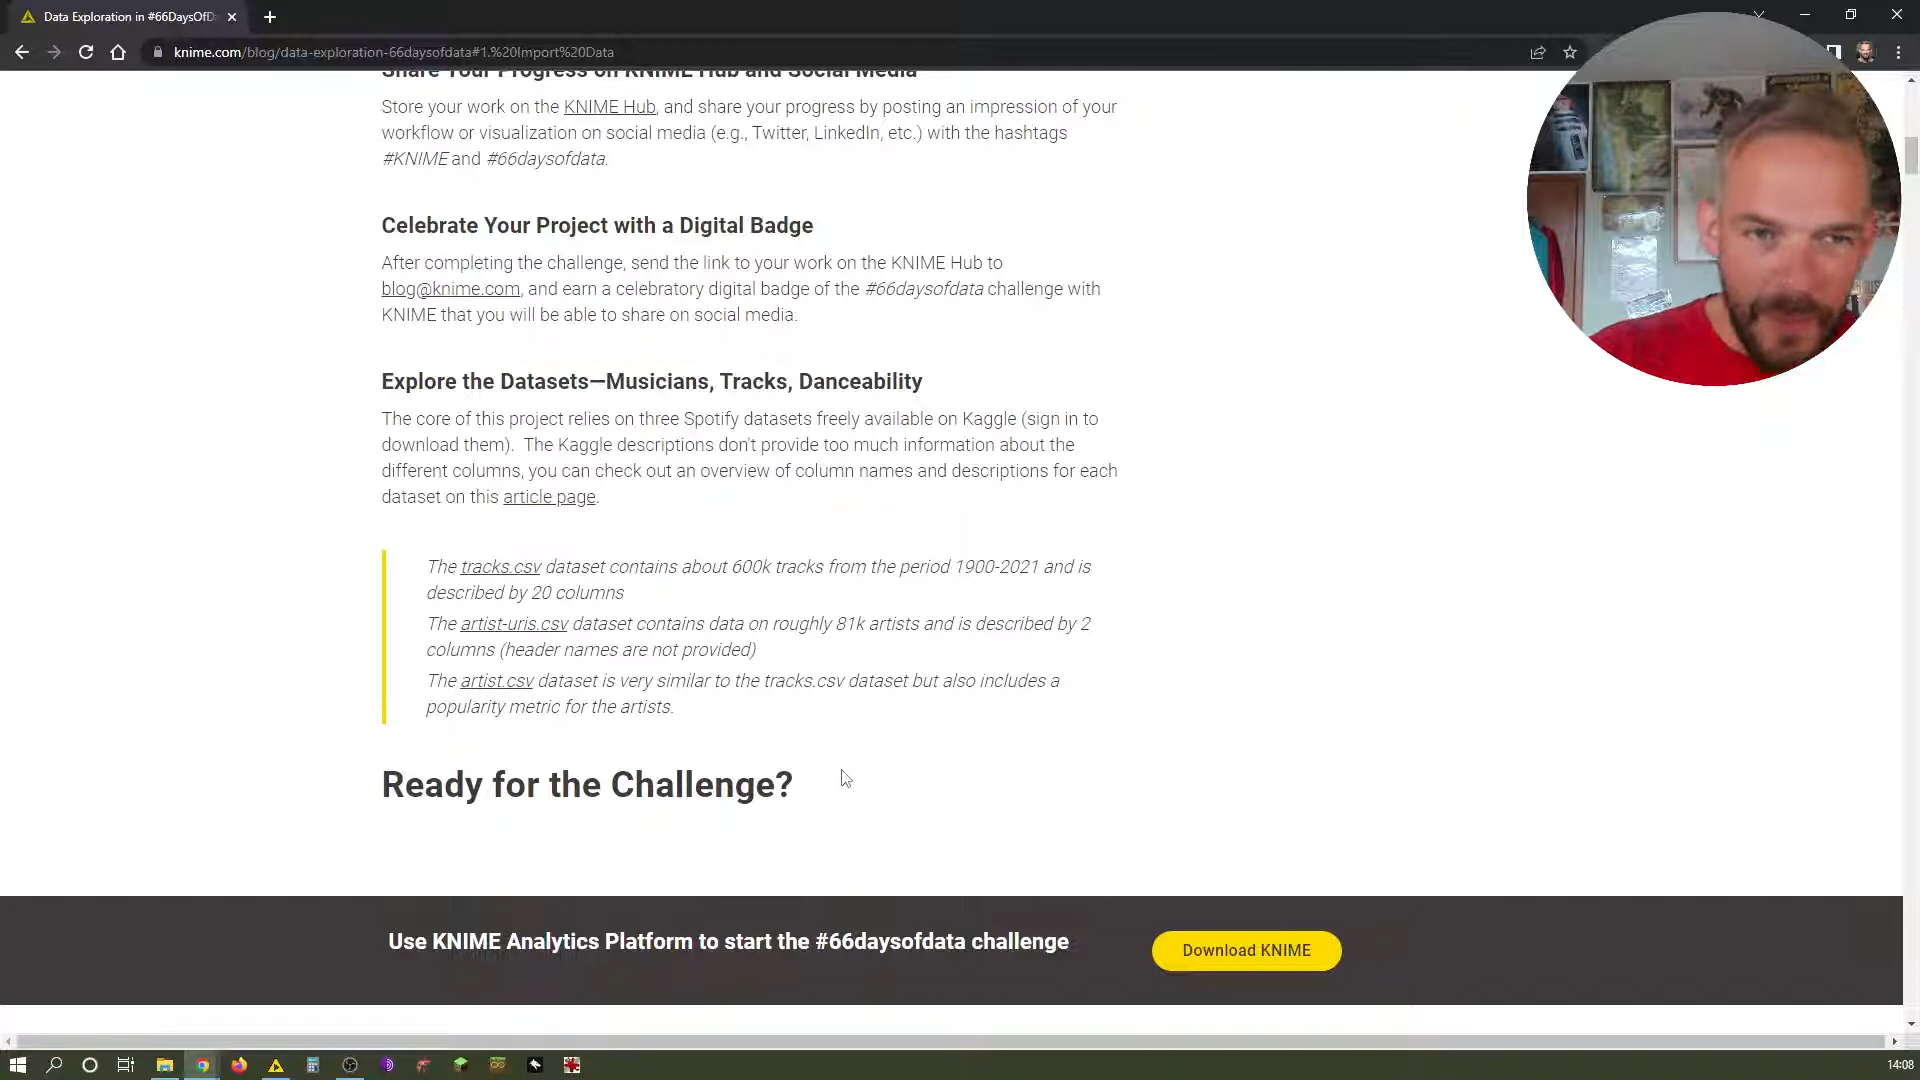 Data Exploration in #66DaysOfD
knime.com/blog/data-exploration-66daysofdata#1.%20Import%20Data
Share Your Progress on KNIME Hub and Social Media
Store your work on the KNIME Hub, and share your progress by posting an impression of your
workflow or visualization on social media (e.g., Twitter, LinkedIn, etc.) with the hashtags
#KNIME and #66daysofdata.
Celebrate Your Project with a Digital Badge
After completing the challenge, send the link to your work on the KNIME Hub to
blog@knime.com, and earn a celebratory digital badge of the #66daysofdata challenge with
KNIME that you will be able to share on social media.
Explore the Datasets—Musicians, Tracks, Danceability
The core of this project relies on three Spotify datasets freely available on Kaggle (sign in to
download them). The Kaggle descriptions don't provide too much information about the
different columns, you can check out an overview of column names and descriptions for each
dataset on this article page.
The tracks.csv dataset contains about 600k tracks from the period 1900-2021 and is
described by 20 columns
The artist-uris.csv dataset contains data on roughly 81k artists and is described by 2
columns (header names are not provided)
The artist.csv dataset is very similar to the tracks.csv dataset but also includes a
popularity metric for the artists.
Ready for the Challenge?
Use KNIME Analytics Platform to start the #66daysofdata challenge
Download KNIME
14:08